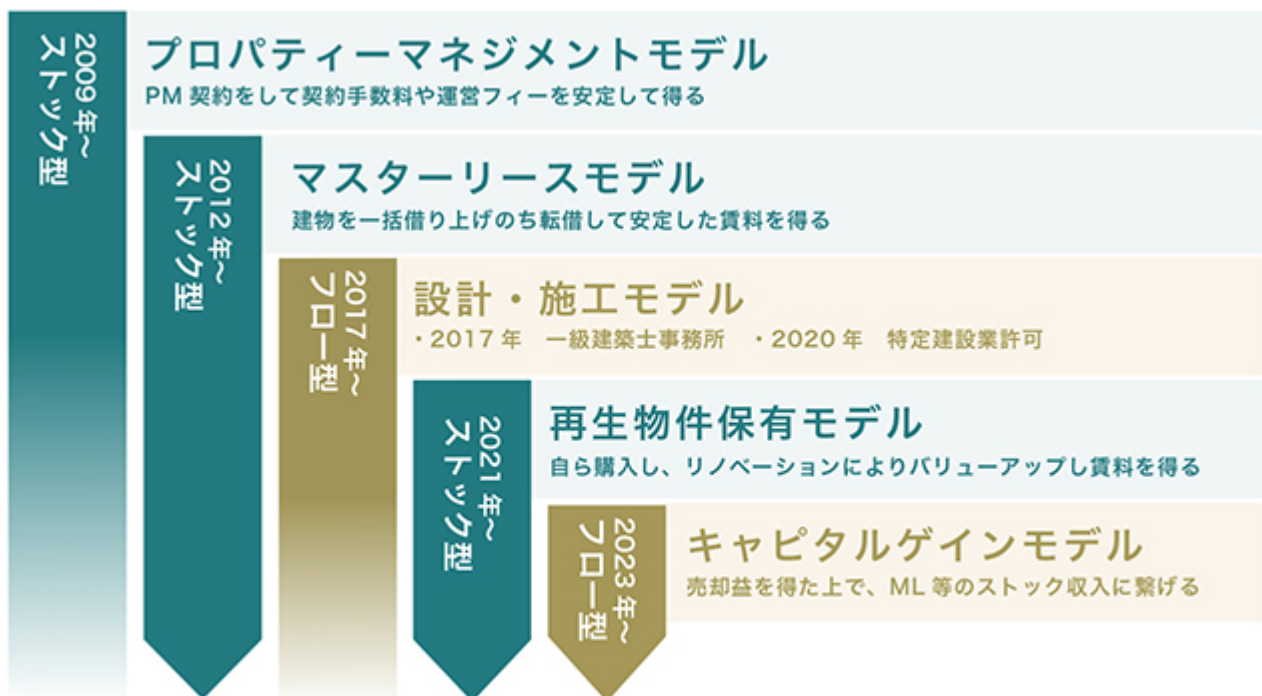 2009年～
ストック型
プロパティーマネジメントモデル
PM 契約をして契約手数料や運営フィーを安定して得る
2012年～
ストック型
マスターリースモデル
建物を一括借り上げのち転借して安定した賃料を得る
2017年～
フロー型
設計・施工モデル
・2017 年　一級建築士事務所　・2020 年　特定建設業許可
2021年～
ストック型
再生物件保有モデル
自ら購入し、リノベーションによりバリューアップし賃料を得る
2023年～
フロー型
キャピタルゲインモデル
売却益を得た上で、ML 等のストック収入に繋げる